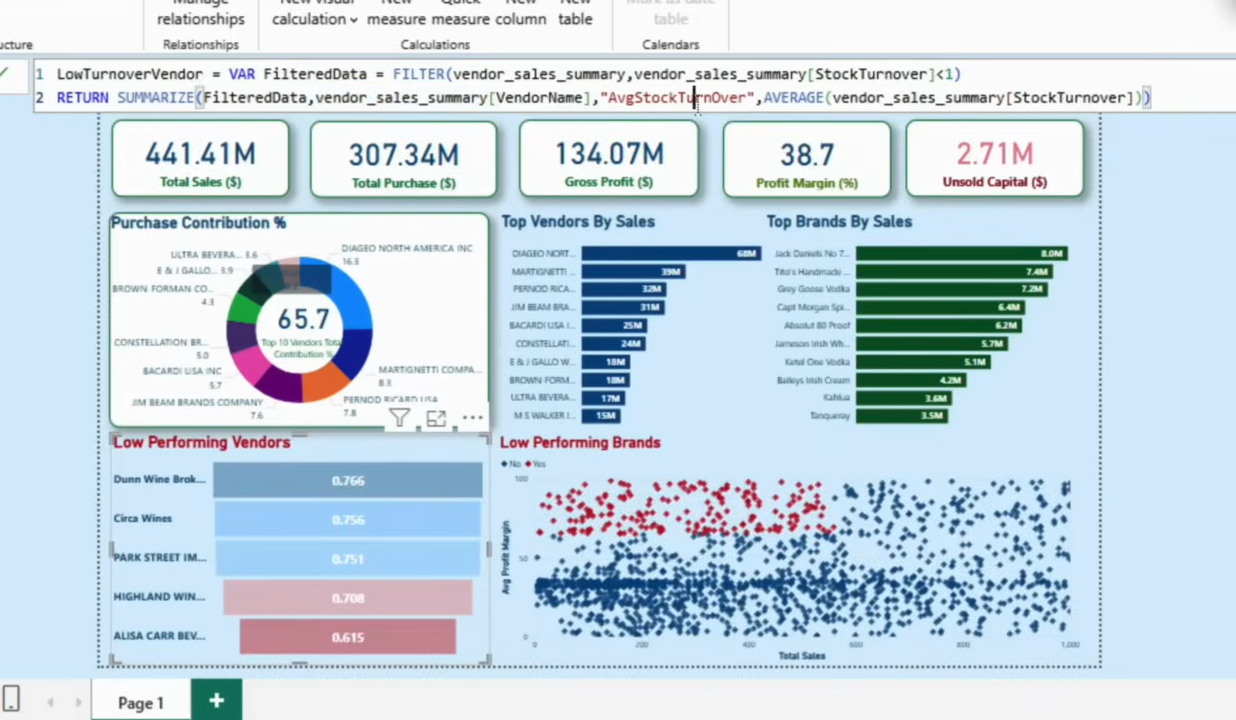 Manage
relationships
New visual
calculation
New
measure
Quick
measure
New
column
New
table
Mark as date
table
ucture
Relationships
Calculations
Calendars
1 LowTurnoverVendor = VAR FilteredData = FILTER(vendor_sales_summary,vendor_sales_summary[StockTurnover]<1)
2 RETURN SUMMARIZE(FilteredData,vendor_sales_summary[VendorName],"AvgStockTurnOver",AVERAGE(vendor_sales_summary[StockTurnover]))
441.41M
Total Sales ($)
307.34M
Total Purchase ($)
134.07M
Gross Profit ($)
38.7
Profit Margin (%)
2.71M
Unsold Capital ($)
Purchase Contribution %
ULTRA BEVERA... 3.6
E & J GALLO... 3.9
BROWN FORMAN CO...
4.3
CONSTELLATION BR...
5.0
BACARDI USA INC
5.7
JIM BEAM BRANDS COMPANY
7.6
PERNOD RICARD USA
7.8
MARTIGNETTI COMPA...
8.3
DIAGEO NORTH AMERICA INC
16.3
65.7
Top 10 Vendors Total
Contribution %
Top Vendors By Sales
DIAGEO NORT... 68M
MARTIGNETTI ... 39M
PERNOD RICA... 32M
JIM BEAM BRA... 31M
BACARDI USA I... 25M
CONSTELLATI... 24M
E & J GALLO W... 18M
BROWN-FORM... 18M
ULTRA BEVERA... 17M
M S WALKER I... 15M
Top Brands By Sales
Jack Daniels No 7... 8.0M
Tito's Handmade ... 7.4M
Grey Goose Vodka 7.2M
Capt Morgan Spi... 6.4M
Absolut 80 Proof 6.2M
Jameson Irish Wh... 5.7M
Ketel One Vodka 5.1M
Baileys Irish Cream 4.2M
Kahlua 3.6M
Tanqueray 3.5M
Low Performing Vendors
Dunn Wine Brok... 0.766
Circa Wines 0.756
PARK STREET IM... 0.751
HIGHLAND WIN... 0.708
ALISA CARR BEV... 0.615
Low Performing Brands
No Yes
Avg Profit Margin
100
50
0
0 200 400 600 800 1,000
Total Sales
Page 1